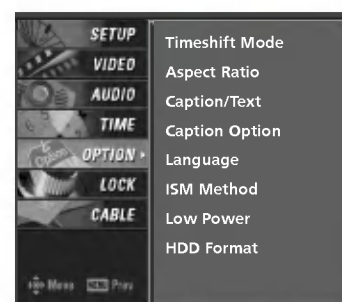 SETUP
VIDEO
AUDIO
TIME
OPTION
LOCK
CABLE
Menu Prev
Timeshift Mode
Aspect Ratio
Caption/Text
Caption Option
Language
ISM Method
Low Power
HDD Format